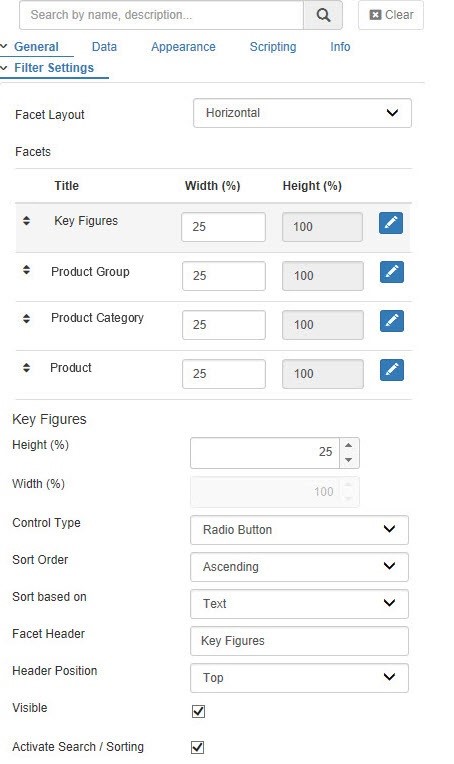 Search by name, description...
Clear
General Data Appearance Scripting Info
Filter Settings
Facet Layout Horizontal
Facets
Title Width (%) Height (%)
Key Figures 25 100
Product Group 25 100
Product Category 25 100
Product 25 100
Key Figures
Height (%) 25
Width (%) 100
Control Type Radio Button
Sort Order Ascending
Sort based on Text
Facet Header Key Figures
Header Position Top
Visible
Activate Search / Sorting